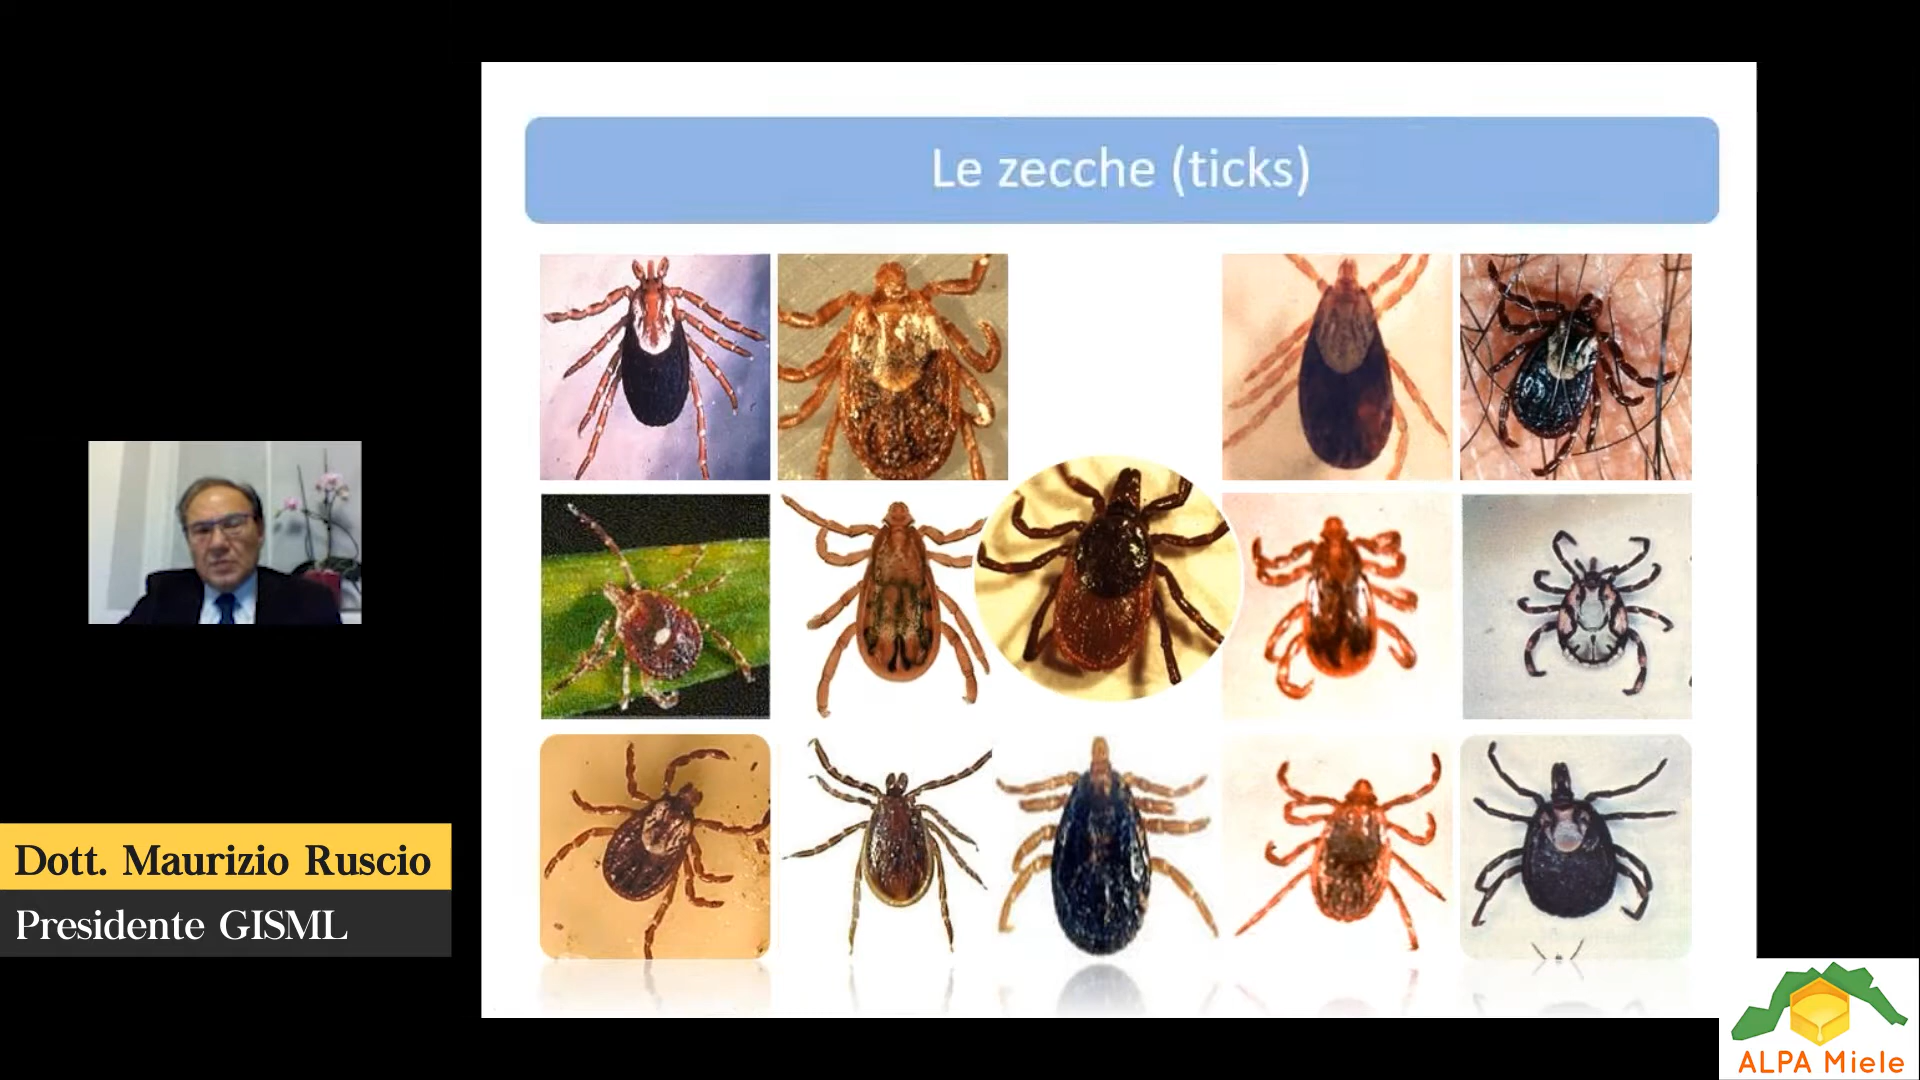 Le zecche (ticks)
Dott. Maurizio Ruscio
Presidente GISML
ALPA Miele